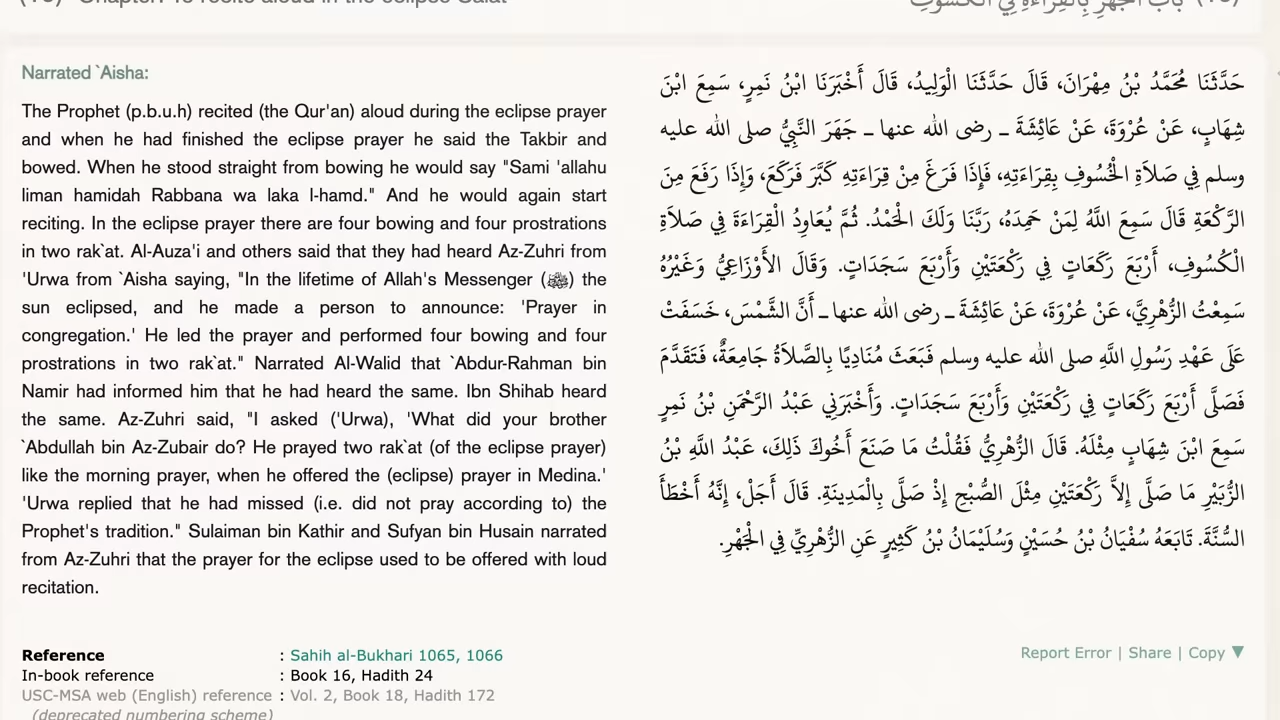 Chapter: To recite aloud in the eclipse Salat
باب الجهر بالقراءة في الكسوف
Narrated `Aisha:
The Prophet (p.b.u.h) recited (the Qur'an) aloud during the eclipse prayer
and when he had finished the eclipse prayer he said the Takbir and
bowed. When he stood straight from bowing he would say "Sami 'allahu
liman hamidah Rabbana wa laka l-hamd." And he would again start
reciting. In the eclipse prayer there are four bowing and four prostrations
in two rak`at. Al-Auza'i and others said that they had heard Az-Zuhri from
'Urwa from `Aisha saying, "In the lifetime of Allah's Messenger (ﷺ) the
sun eclipsed, and he made a person to announce: 'Prayer in
congregation.' He led the prayer and performed four bowing and four
prostrations in two rak`at." Narrated Al-Walid that `Abdur-Rahman bin
Namir had informed him that he had heard the same. Ibn Shihab heard
the same. Az-Zuhri said, "I asked ('Urwa), 'What did your brother
`Abdullah bin Az-Zubair do? He prayed two rak`at (of the eclipse prayer)
like the morning prayer, when he offered the (eclipse) prayer in Medina.'
'Urwa replied that he had missed (i.e. did not pray according to) the
Prophet's tradition." Sulaiman bin Kathir and Sufyan bin Husain narrated
from Az-Zuhri that the prayer for the eclipse used to be offered with loud
recitation.
حَدَّثَنَا مُحَمَّدُ بْنُ مِهْرَانَ، قَالَ حَدَّثَنَا الْوَلِيدُ، قَالَ أَخْبَرَنَا ابْنُ نَمِرٍ، سَمِعَ ابْنَ
شِهَابٍ، عَنْ عُرْوَةَ، عَنْ عَائِشَةَ ـ رضى الله عنها ـ جَهَرَ النَّبِيُّ صلى الله عليه
وسلم فِي صَلاَةِ الْخُسُوفِ بِقِرَاءَتِهِ، فَإِذَا فَرَغَ مِنْ قِرَاءَتِهِ كَبَّرَ فَرَكَعَ، وَإِذَا رَفَعَ مِنَ
الرَّكْعَةِ قَالَ سَمِعَ اللَّهُ لِمَنْ حَمِدَهُ، رَبَّنَا وَلَكَ الْحَمْدُ. ثُمَّ يُعَاوِدُ الْقِرَاءَةَ فِي صَلاَةِ
الْكُسُوفِ، أَرْبَعَ رَكَعَاتٍ فِي رَكْعَتَيْنِ وَأَرْبَعَ سَجَدَاتٍ. وَقَالَ الأَوْزَاعِيُّ وَغَيْرُهُ
سَمِعْتُ الزُّهْرِيَّ، عَنْ عُرْوَةَ، عَنْ عَائِشَةَ ـ رضى الله عنها ـ أَنَّ الشَّمْسَ، خَسَفَتْ
عَلَى عَهْدِ رَسُولِ اللَّهِ صلى الله عليه وسلم فَبَعَثَ مُنَادِيًا بِالصَّلاَةُ جَامِعَةٌ، فَتَقَدَّمَ
فَصَلَّى أَرْبَعَ رَكَعَاتٍ فِي رَكْعَتَيْنِ وَأَرْبَعَ سَجَدَاتٍ. وَأَخْبَرَنِي عَبْدُ الرَّحْمَنِ بْنُ نَمِرٍ
سَمِعَ ابْنَ شِهَابٍ مِثْلَهُ. قَالَ الزُّهْرِيُّ فَقُلْتُ مَا صَنَعَ أَخُوكَ ذَلِكَ، عَبْدُ اللَّهِ بْنُ
الزُّبَيْرِ مَا صَلَّى إِلاَّ رَكْعَتَيْنِ مِثْلَ الصُّبْحِ إِذْ صَلَّى بِالْمَدِينَةِ. قَالَ أَجَلْ، إِنَّهُ أَخْطَأَ
السُّنَّةَ. تَابَعَهُ سُفْيَانُ بْنُ حُسَيْنٍ وَسُلَيْمَانُ بْنُ كَثِيرٍ عَنِ الزُّهْرِيِّ فِي الْجَهْرِ.
Reference : Sahih al-Bukhari 1065, 1066
In-book reference : Book 16, Hadith 24
USC-MSA web (English) reference : Vol. 2, Book 18, Hadith 172
(deprecated numbering scheme)
Report Error | Share | Copy ▼